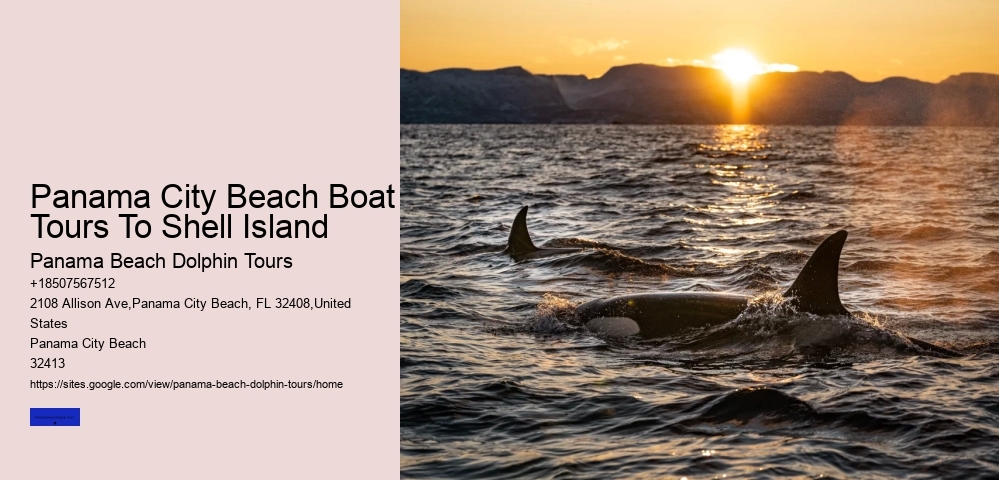 Panama City Beach Boat
Tours To Shell Island
Panama Beach Dolphin Tours
+18507567512
2108 Allison Ave,Panama City Beach, FL 32408,United
States
Panama City Beach
32413
https://sites.google.com/view/panama-beach-dolphin-tours/home